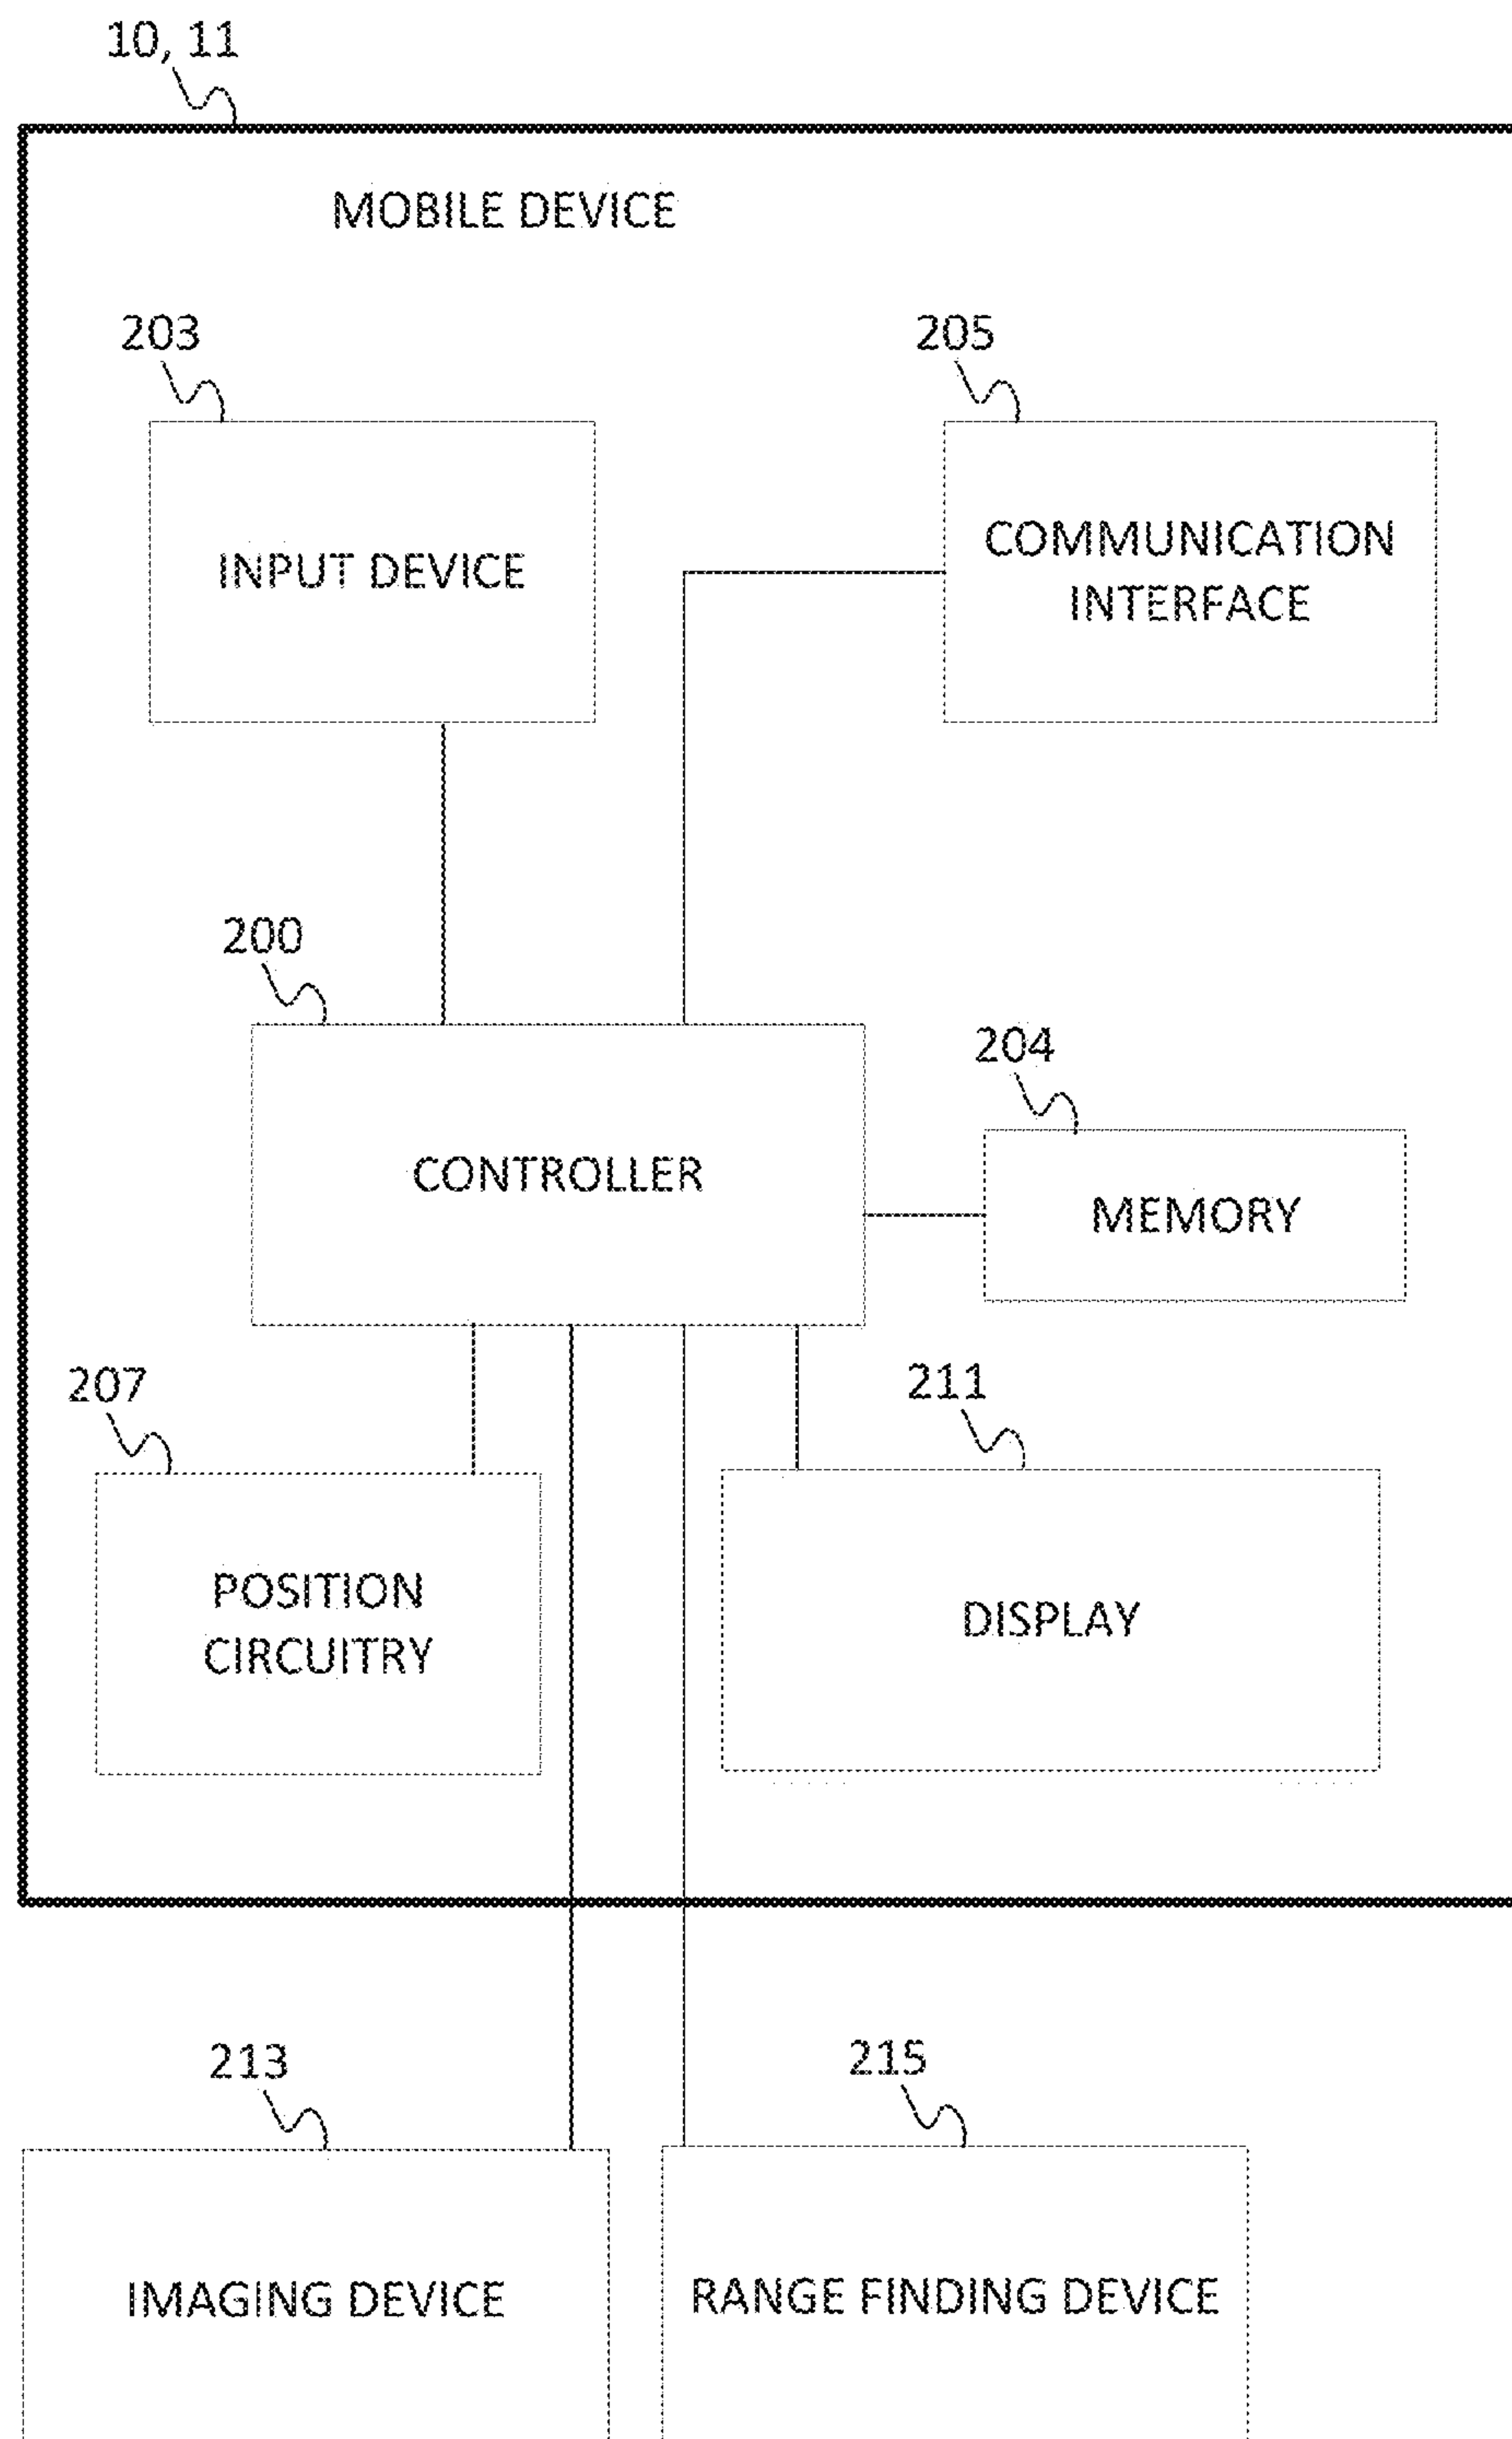 10, 11
MOBILE DEVICE
203
205
INPUT DEVICE
COMMUNICATION
INTERFACE
200
204
CONTROLLER
MEMORY
207
211
POSITION
CIRCUITRY
DISPLAY
213
215
IMAGING DEVICE
RANGE FINDING DEVICE